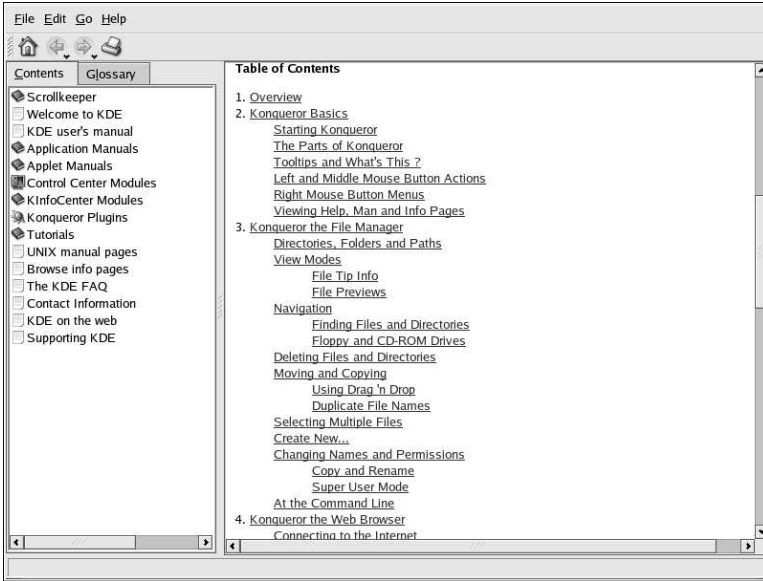 File Edit Go Help
Contents Glossary
Scrollkeeper
Welcome to KDE
KDE user's manual
Application Manuals
Applet Manuals
Control Center Modules
KInfoCenter Modules
Konqueror Plugins
Tutorials
UNIX manual pages
Browse info pages
The KDE FAQ
Contact Information
KDE on the web
Supporting KDE
Table of Contents
1. Overview
2. Konqueror Basics
Starting Konqueror
The Parts of Konqueror
Tooltips and What's This ?
Left and Middle Mouse Button Actions
Right Mouse Button Menus
Viewing Help, Man and Info Pages
3. Konqueror the File Manager
Directories, Folders and Paths
View Modes
File Tip Info
File Previews
Navigation
Finding Files and Directories
Floppy and CD-ROM Drives
Deleting Files and Directories
Moving and Copying
Using Drag 'n Drop
Duplicate File Names
Selecting Multiple Files
Create New...
Changing Names and Permissions
Copy and Rename
Super User Mode
At the Command Line
4. Konqueror the Web Browser
Connecting to the Internet